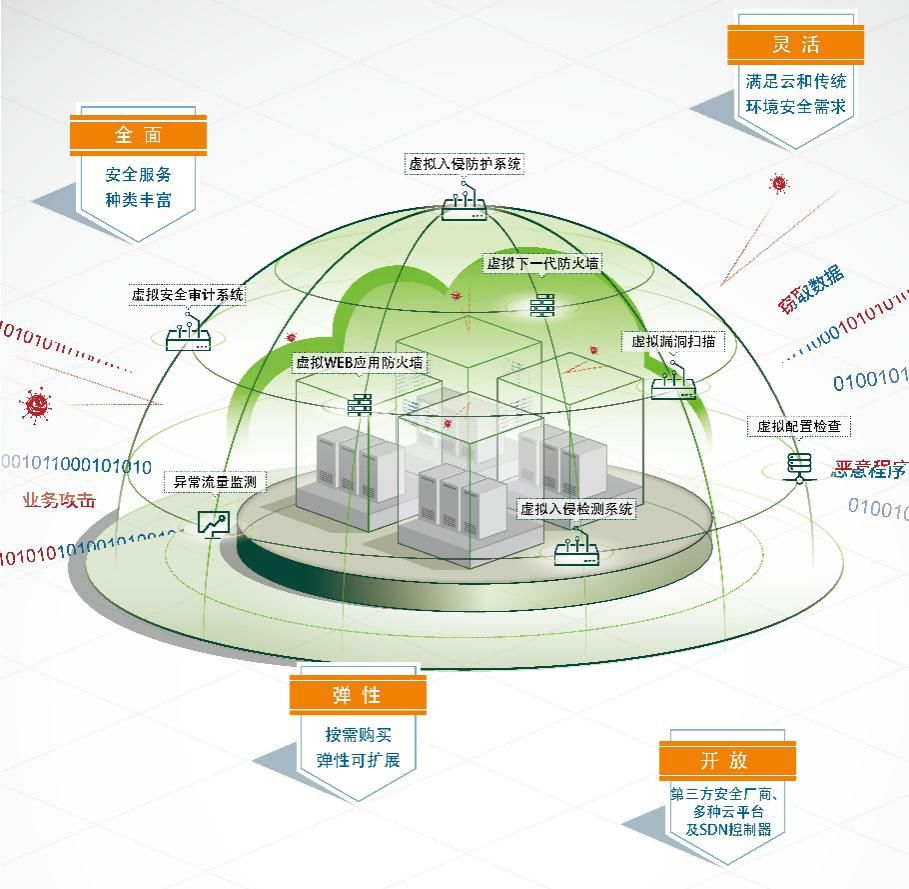 灵活
满足云和传统
环境安全需求
全面
安全服务
种类丰富
虚拟入侵防护系统
虚拟下一代防火墙
窃取数据
虚拟安全审计系统
虚拟漏洞扫描
虚拟WEB应用防火墙
0100101
虚拟配置检查
001011000101010
恶意程序
异常流量监测
业务攻击
010010
虚拟入侵检测系统
弹性
按需购买
弹性可扩展
开放
第三方安全厂商、
多种云平台
及SDN控制器